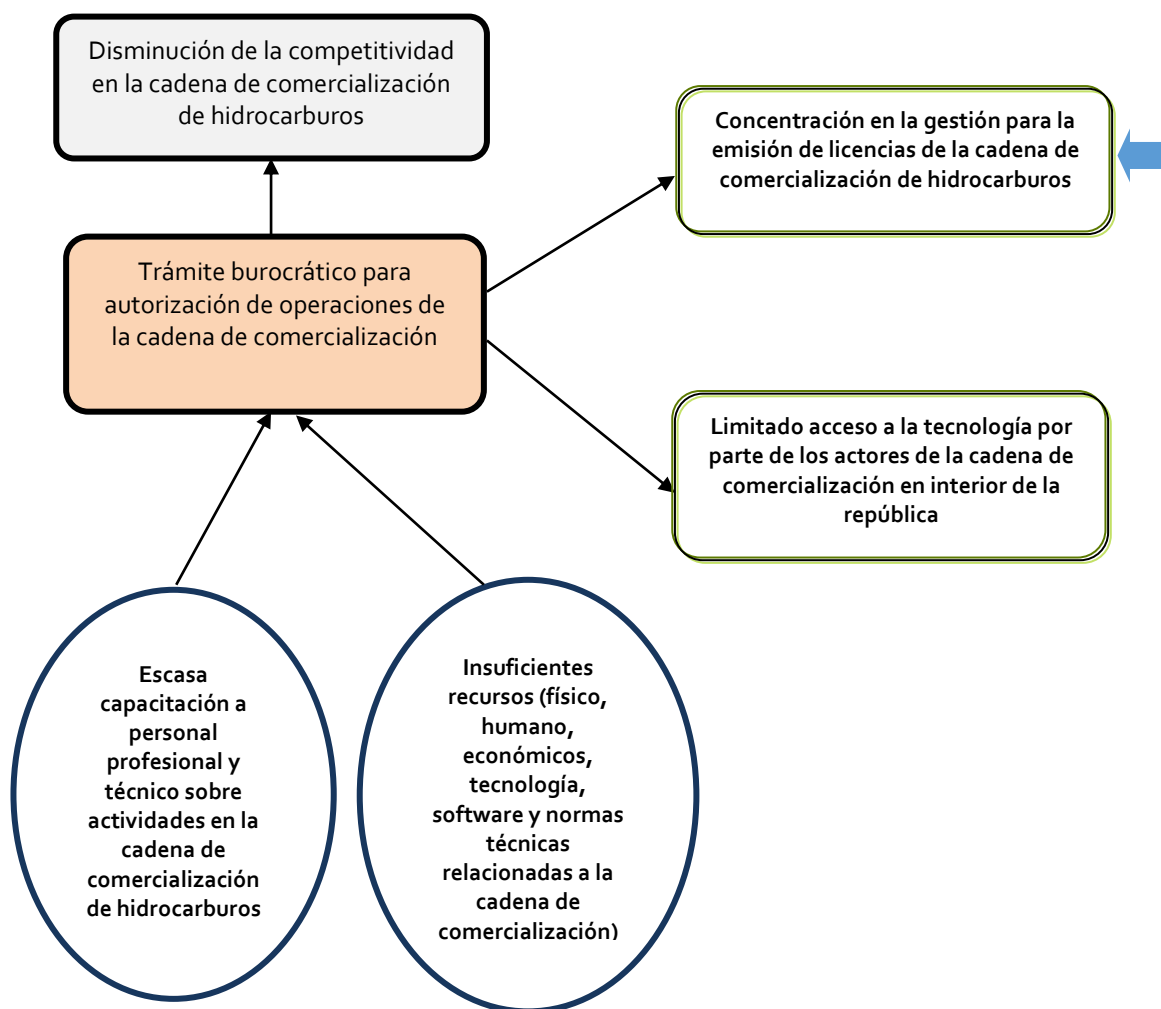 Disminución de la competitividad
en la cadena de comercialización
de hidrocarburos
Concentración en la gestión para la
emisión de licencias de la cadena de
comercialización de hidrocarburos
Trámite burocrático para
autorización de operaciones de
la cadena de comercialización
Limitado acceso a la tecnología por
parte de los actores de la cadena de
comercialización en interior de la
república
Escasa
capacitación a
personal
profesional y
técnico sobre
actividades en la
cadena de
comercialización
de hidrocarburos
Insuficientes
recursos (físico,
humano,
económicos,
tecnología,
software y normas
técnicas
relacionadas a la
cadena de
comercialización)